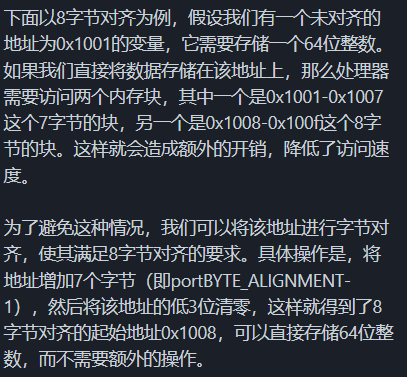 下面以8字节对齐为例，假设我们有一个未对齐的
地址为0x1001的变量，它需要存储一个64位整数。
如果我们直接将数据存储在该地址上，那么处理器
需要访问两个内存块，其中一个是0x1001-0x1007
这个7字节的块，另一个是0x1008-0x100f这个8字
节的块。这样就会造成额外的开销，降低了访问速
度。
为了避免这种情况，我们可以将该地址进行字节对
齐，使其满足8字节对齐的要求。具体操作是，将
地址增加7个字节（即portBYTE_ALIGNMENT-
1），然后将该地址的低3位清零，这样就得到了8
字节对齐的起始地址0x1008，可以直接存储64位整
数，而不需要额外的操作。